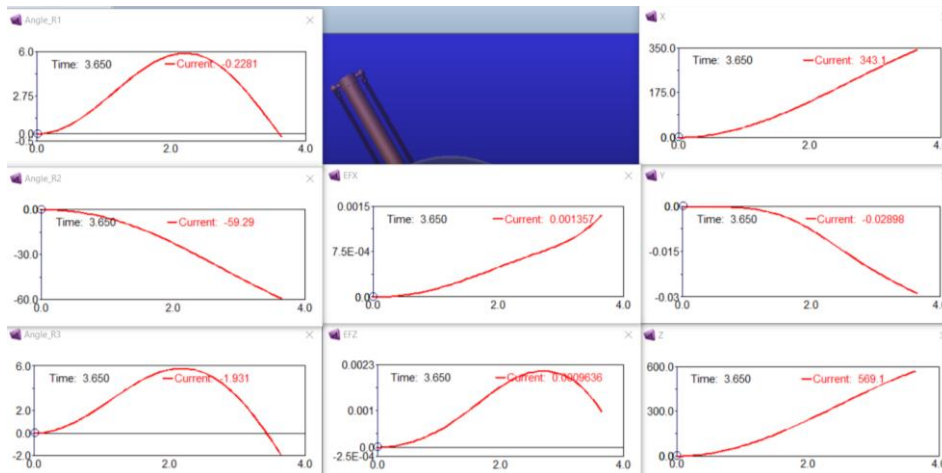 Angle_R1
6.0
Time: 3.650
Current: -0.2281
2.75
0.0
-0.5
0.0
2.0
4.0
X
350.0
Time: 3.650
Current: 343.1
175.0
0.0
0.0
2.0
4.0
Angle_R2
0.0
Time: 3.650
Current: -59.29
-30.0
-60.0
0.0
2.0
4.0
EFX
0.0015
Time: 3.650
Current: 0.001357
7.5E-04
0.0
0.0
2.0
4.0
Y
0.0
Time: 3.650
Current: -0.02898
-0.015
-0.03
0.0
2.0
4.0
Angle_R3
6.0
Time: 3.650
Current: -1.931
2.0
0.0
-2.0
0.0
2.0
4.0
EFZ
0.0023
Time: 3.650
Current: 0.0009636
0.001
0.0
-2.5E-04
0.0
2.0
4.0
Z
600.0
Time: 3.650
Current: 569.1
300.0
0.0
0.0
2.0
4.0